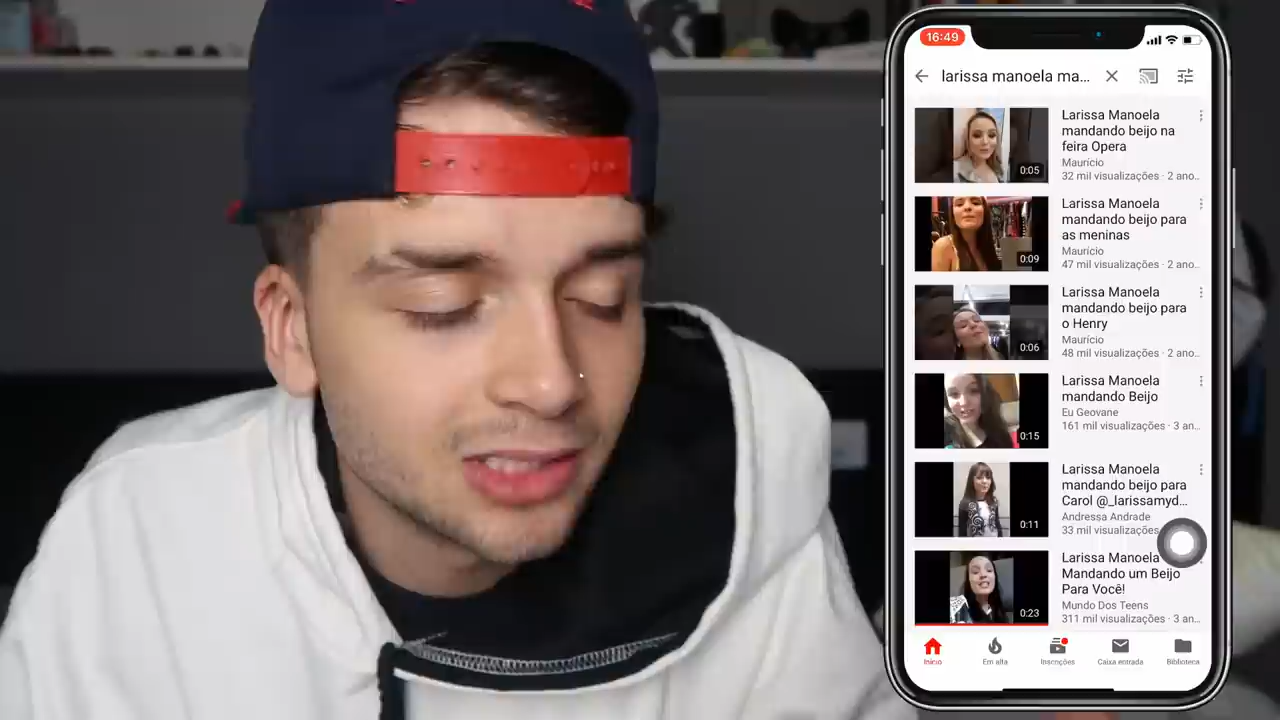 16:49
larissa manoela ma...
Larissa Manoela
mandando beijo na
feira Opera
Maurício
32 mil visualizações · 2 ano..
0:05
Larissa Manoela
mandando beijo para
as meninas
Maurício
47 mil visualizações · 2 ano..
0:09
Larissa Manoela
mandando beijo para
o Henry
Maurício
48 mil visualizações · 2 ano..
0:06
Larissa Manoela
mandando Beijo
Eu Geovane
161 mil visualizações · 3 an...
0:15
Larissa Manoela
mandando beijo para
Carol @_larissamyd...
Andressa Andrade
33 mil visualizações
0:11
Larissa Manoela
Mandando um Beijo
Para Você!
Mundo Dos Teens
311 mil visualizações · 3 an...
0:23
Início
Em alta
Inscrições
Caixa entrada
Biblioteca